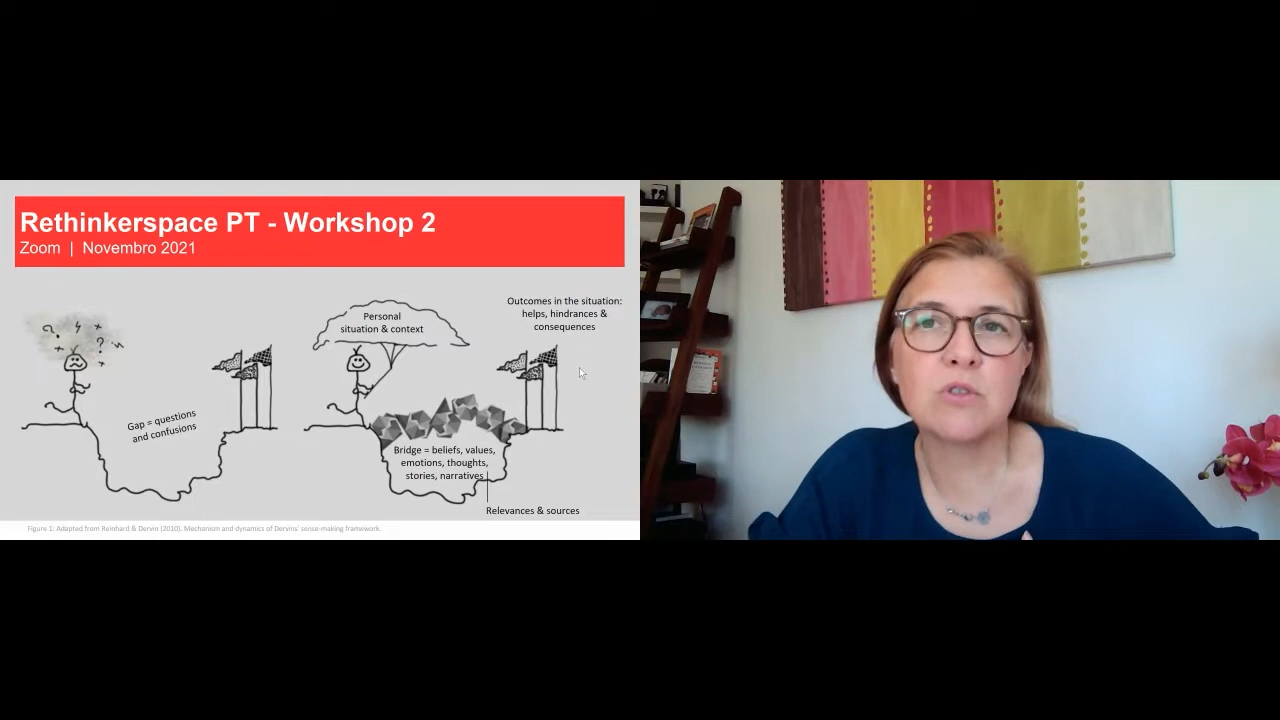 Rethinkerspace PT - Workshop 2
Zoom | Novembro 2021
Gap = questions
and confusions
Personal
situation & context
Outcomes in the situation:
helps, hindrances &
consequences
Bridge = beliefs, values,
emotions, thoughts,
stories, narratives
Relevances & sources
Figure 1: Adapted from Reinhard & Dervin (2010), Mechanism and dynamics of Dervins' sense-making framework.